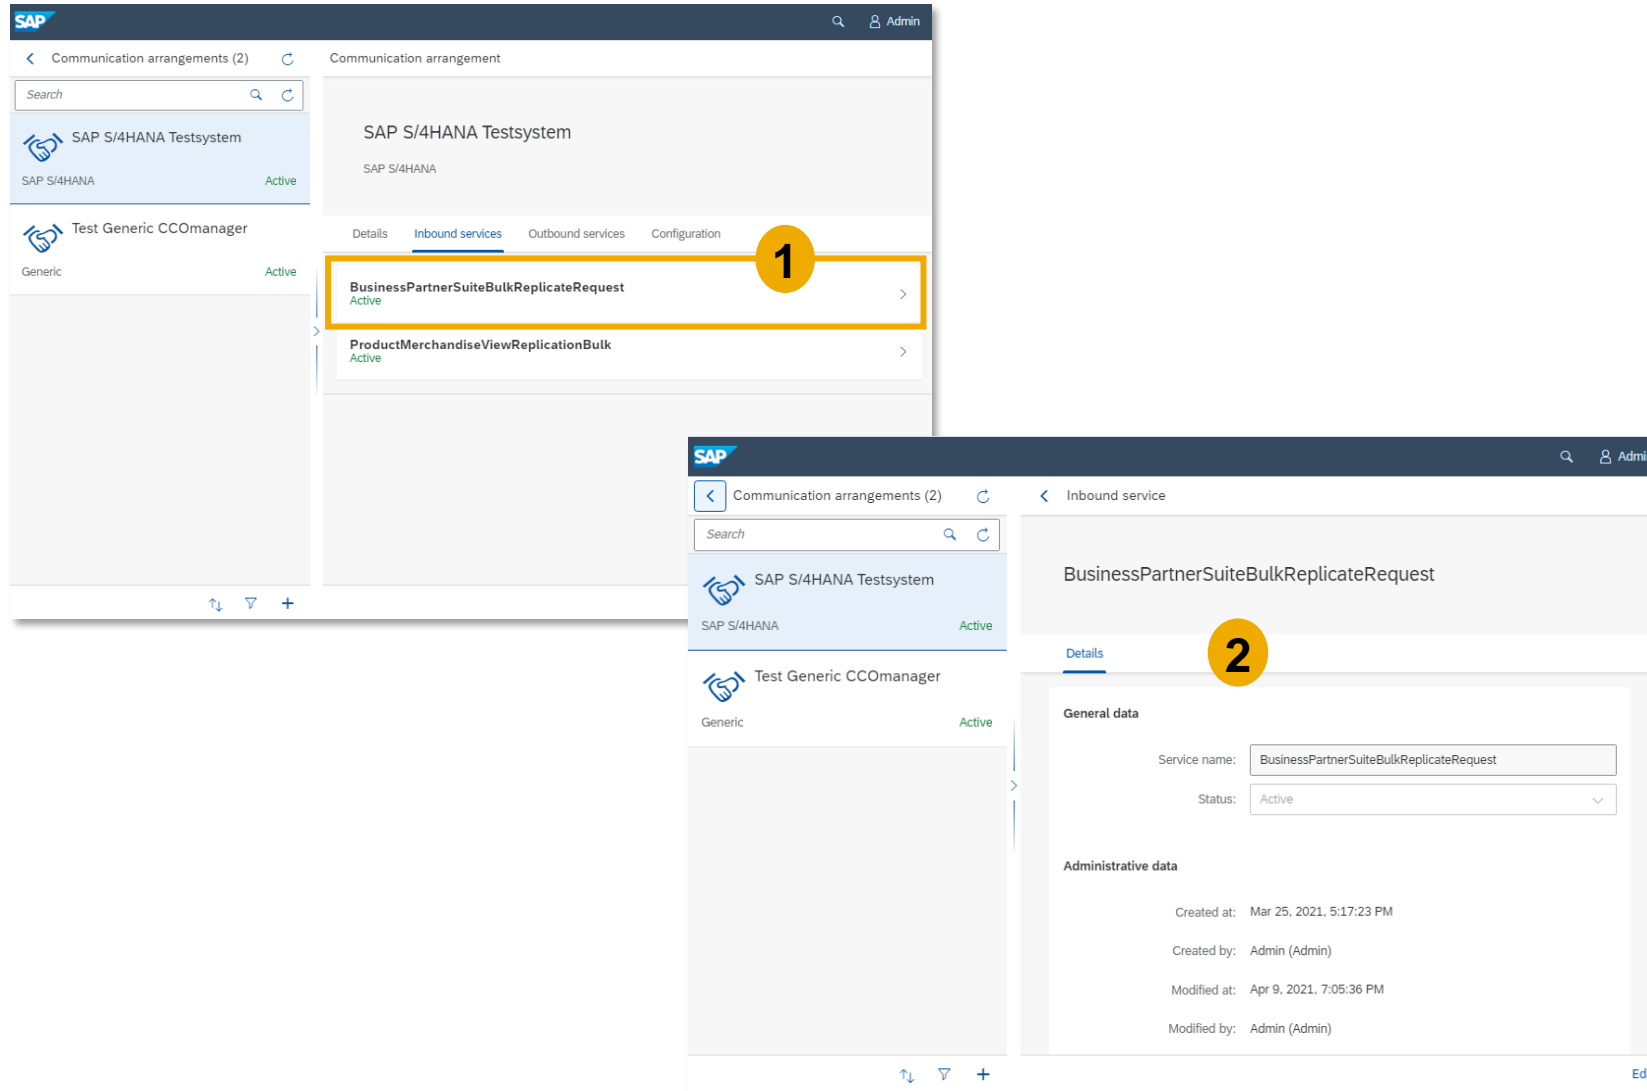 SAP
Admin
Communication arrangements (2)
Communication arrangement
Search
SAP S/4HANA Testsystem
SAP S/4HANA
Active
Test Generic CCOmanager
Generic
Active
SAP S/4HANA Testsystem
SAP S/4HANA
Details
Inbound services
Outbound services
Configuration
1
BusinessPartnerSuiteBulkReplicateRequest
Active
ProductMerchandiseViewReplicationBulk
Active
SAP
Admi
Communication arrangements (2)
Inbound service
Search
SAP S/4HANA Testsystem
SAP S/4HANA
Active
Test Generic CCOmanager
Generic
Active
BusinessPartnerSuiteBulkReplicateRequest
Details
2
General data
Service name: BusinessPartnerSuiteBulkReplicateRequest
Status: Active
Administrative data
Created at: Mar 25, 2021, 5:17:23 PM
Created by: Admin (Admin)
Modified at: Apr 9, 2021, 7:05:36 PM
Modified by: Admin (Admin)
Ed